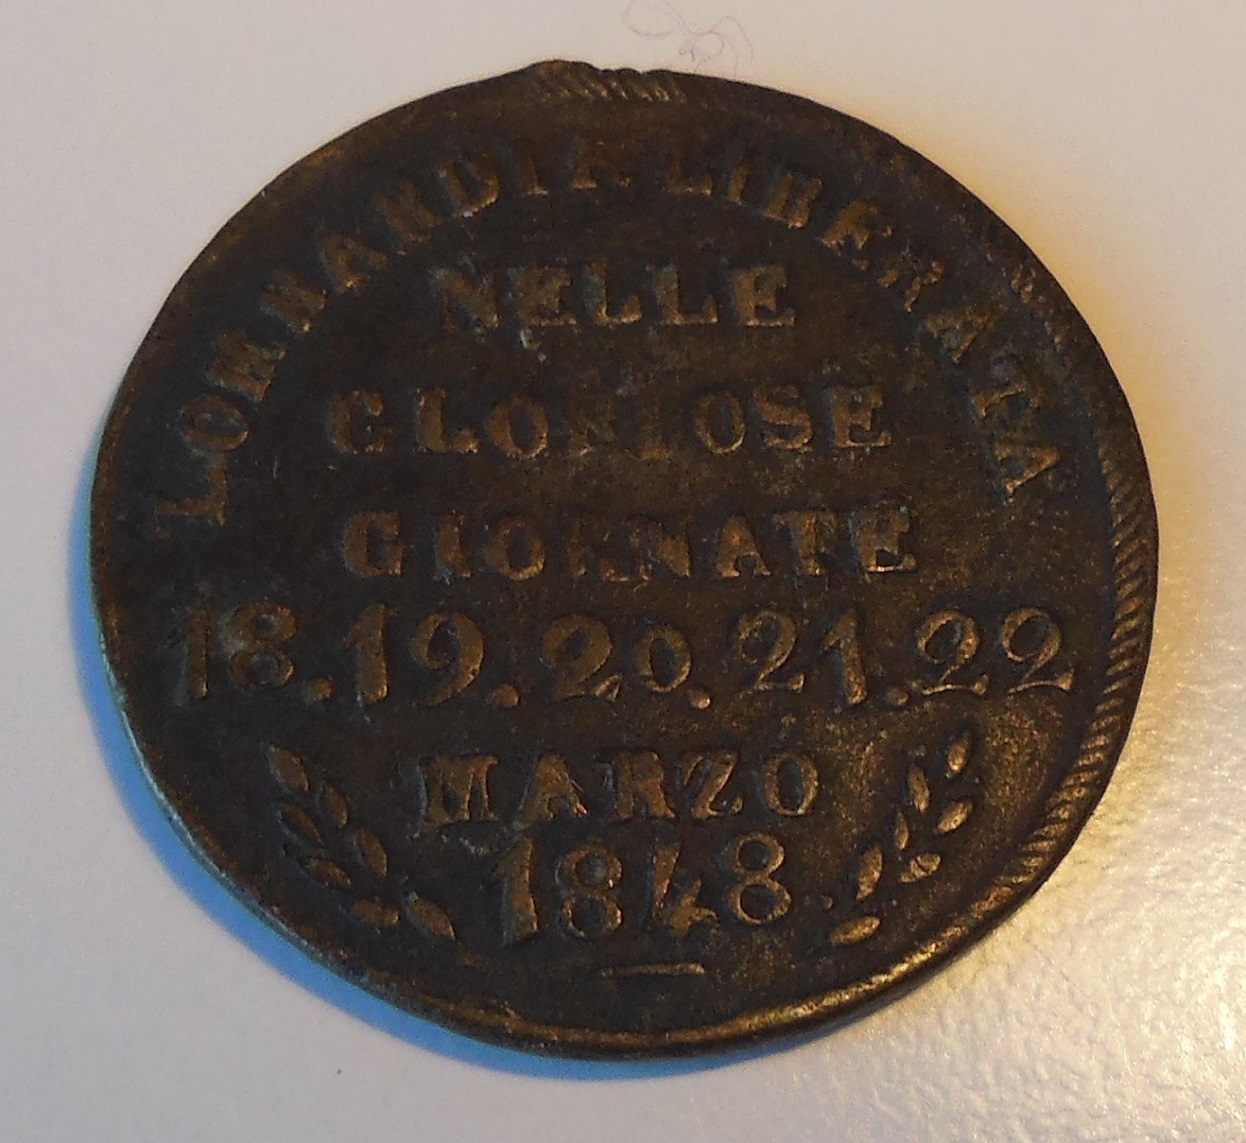 LOMBARDIA LIBERATA
NELLE
GLORIOSE
GIORNATE
18.19.20.21.22
MARZO
1848.